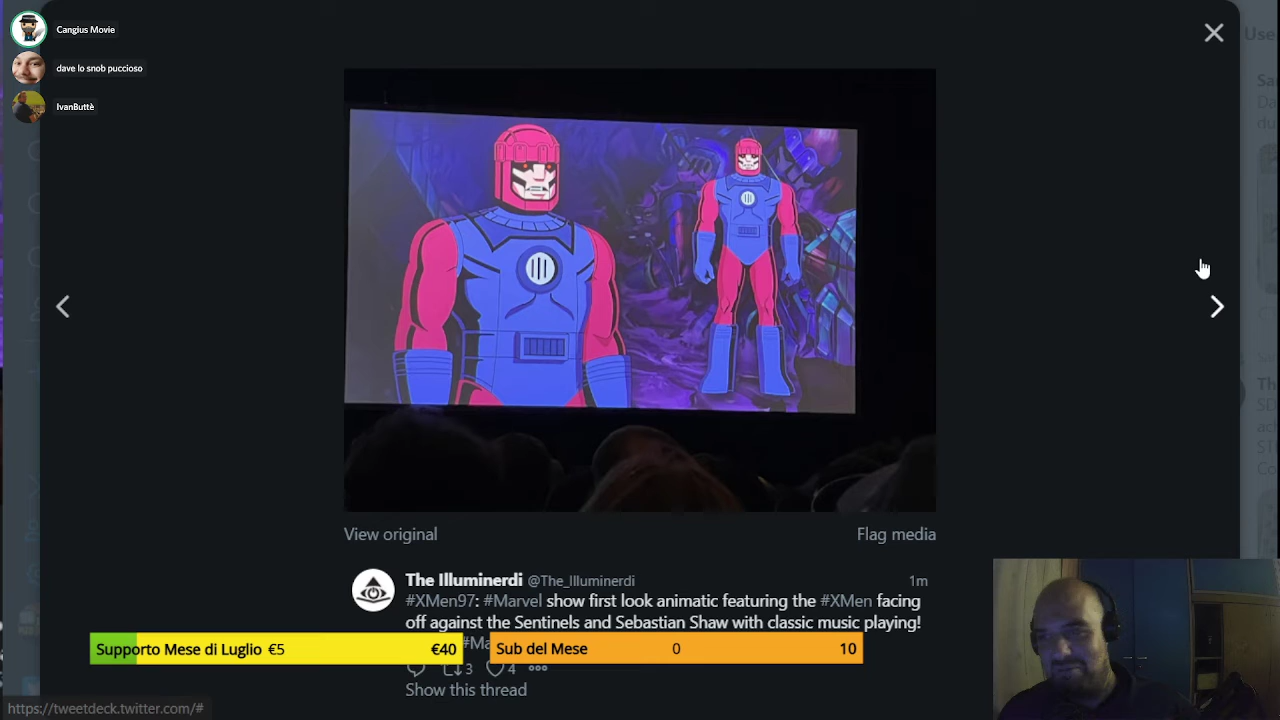 Cangius Movie
dave lo snob puccioso
IvanButtè
Use
View original
Flag media
The Illuminerdi @The_Illuminerdi 1m
#XMen97: #Marvel show first look animatic featuring the #XMen facing
off against the Sentinels and Sebastian Shaw with classic music playing!
Supporto Mese di Luglio €5 €40
Sub del Mese 0 10
3 4
Show this thread
https://tweetdeck.twitter.com/#